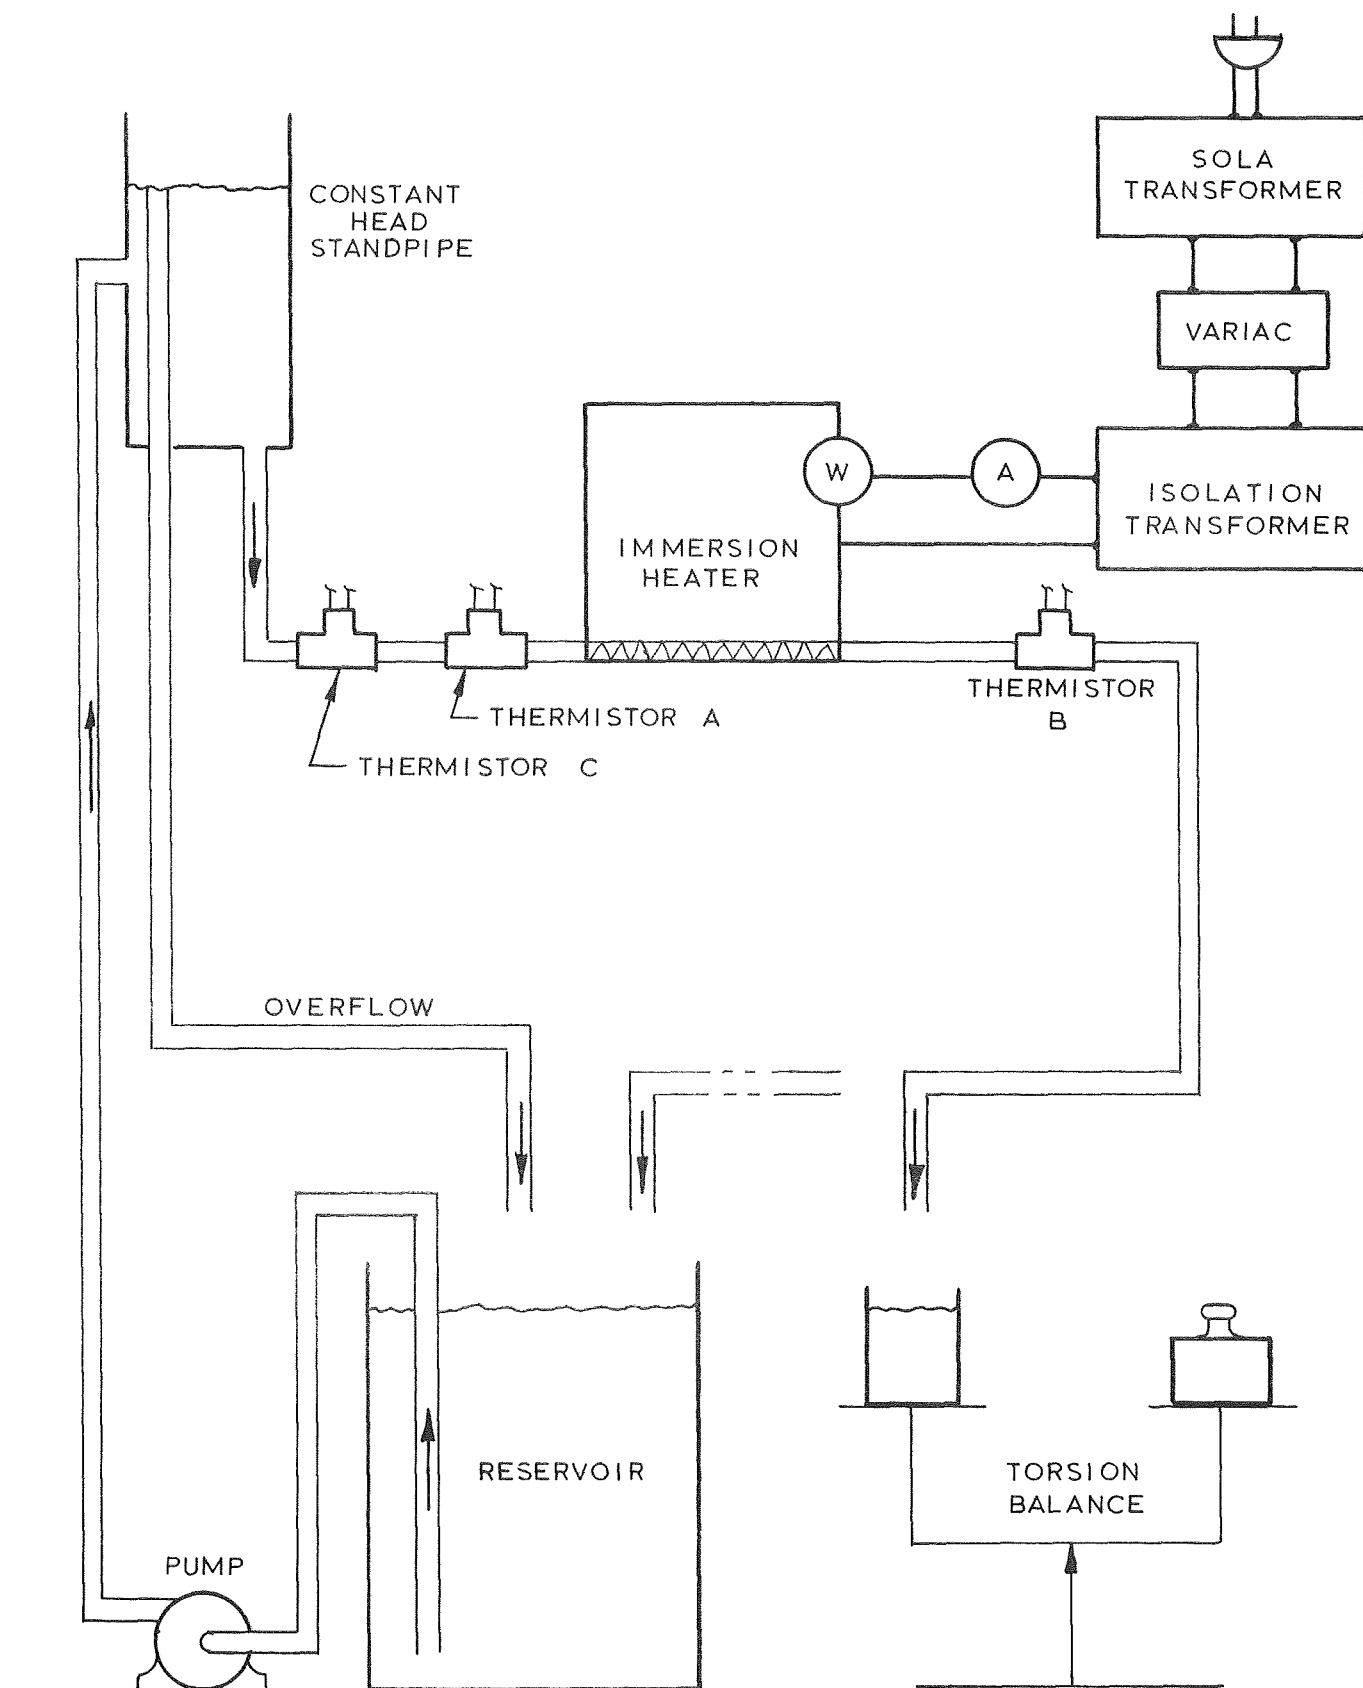 SOLA
TRANSFORMER
CONSTANT
HEAD
STANDPIPE
VARIAC
W
A
ISOLATION
TRANSFORMER
IMMERSION
HEATER
THERMISTOR
B
THERMISTOR A
THERMISTOR C
OVERFLOW
RESERVOIR
TORSION
BALANCE
PUMP